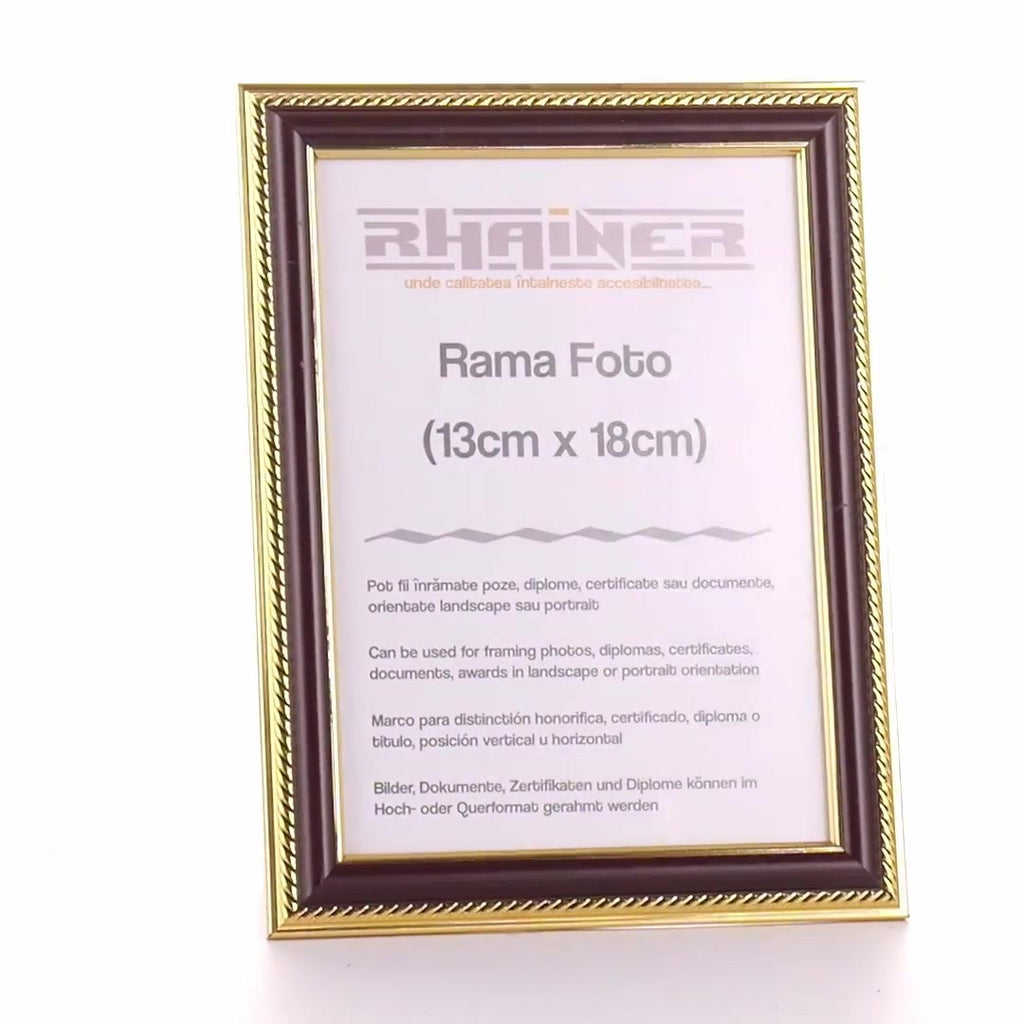 RHAINER
unde calitatea întalneste accesibilitatea...
Rama Foto
(13cm x 18cm)
Pot fii înrămate poze, diplome, certificate sau documente,
orientate landscape sau portrait
Can be used for framing photos, diplomas, certificates,
documents, awards in landscape or portrait orientation
Marco para distinctión honorifica, certificado, diploma o
titulo, posición vertical u horizontal
Bilder, Dokumente, Zertifikaten und Diplome können im
Hoch- oder Querformat gerahmt werden